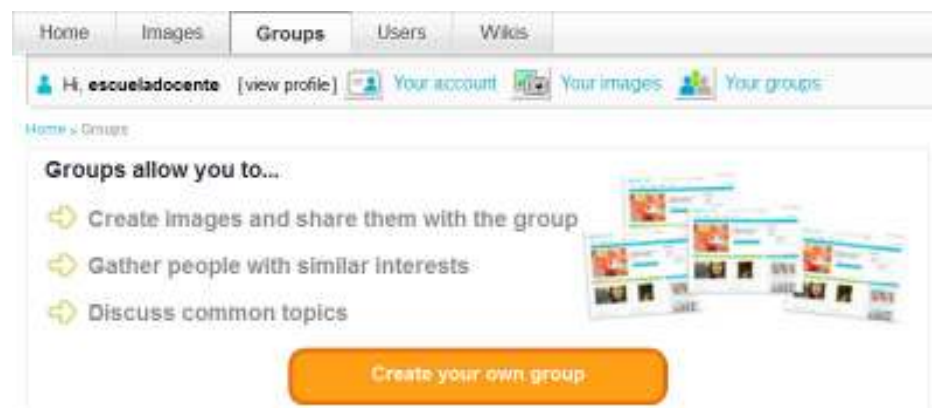 Home Images Groups Users Wikis
Hi, escueladocente [view profile] Your account Your images Your groups
Home » Groups
Groups allow you to...
Create images and share them with the group
Gather people with similar interests
Discuss common topics
Create your own group